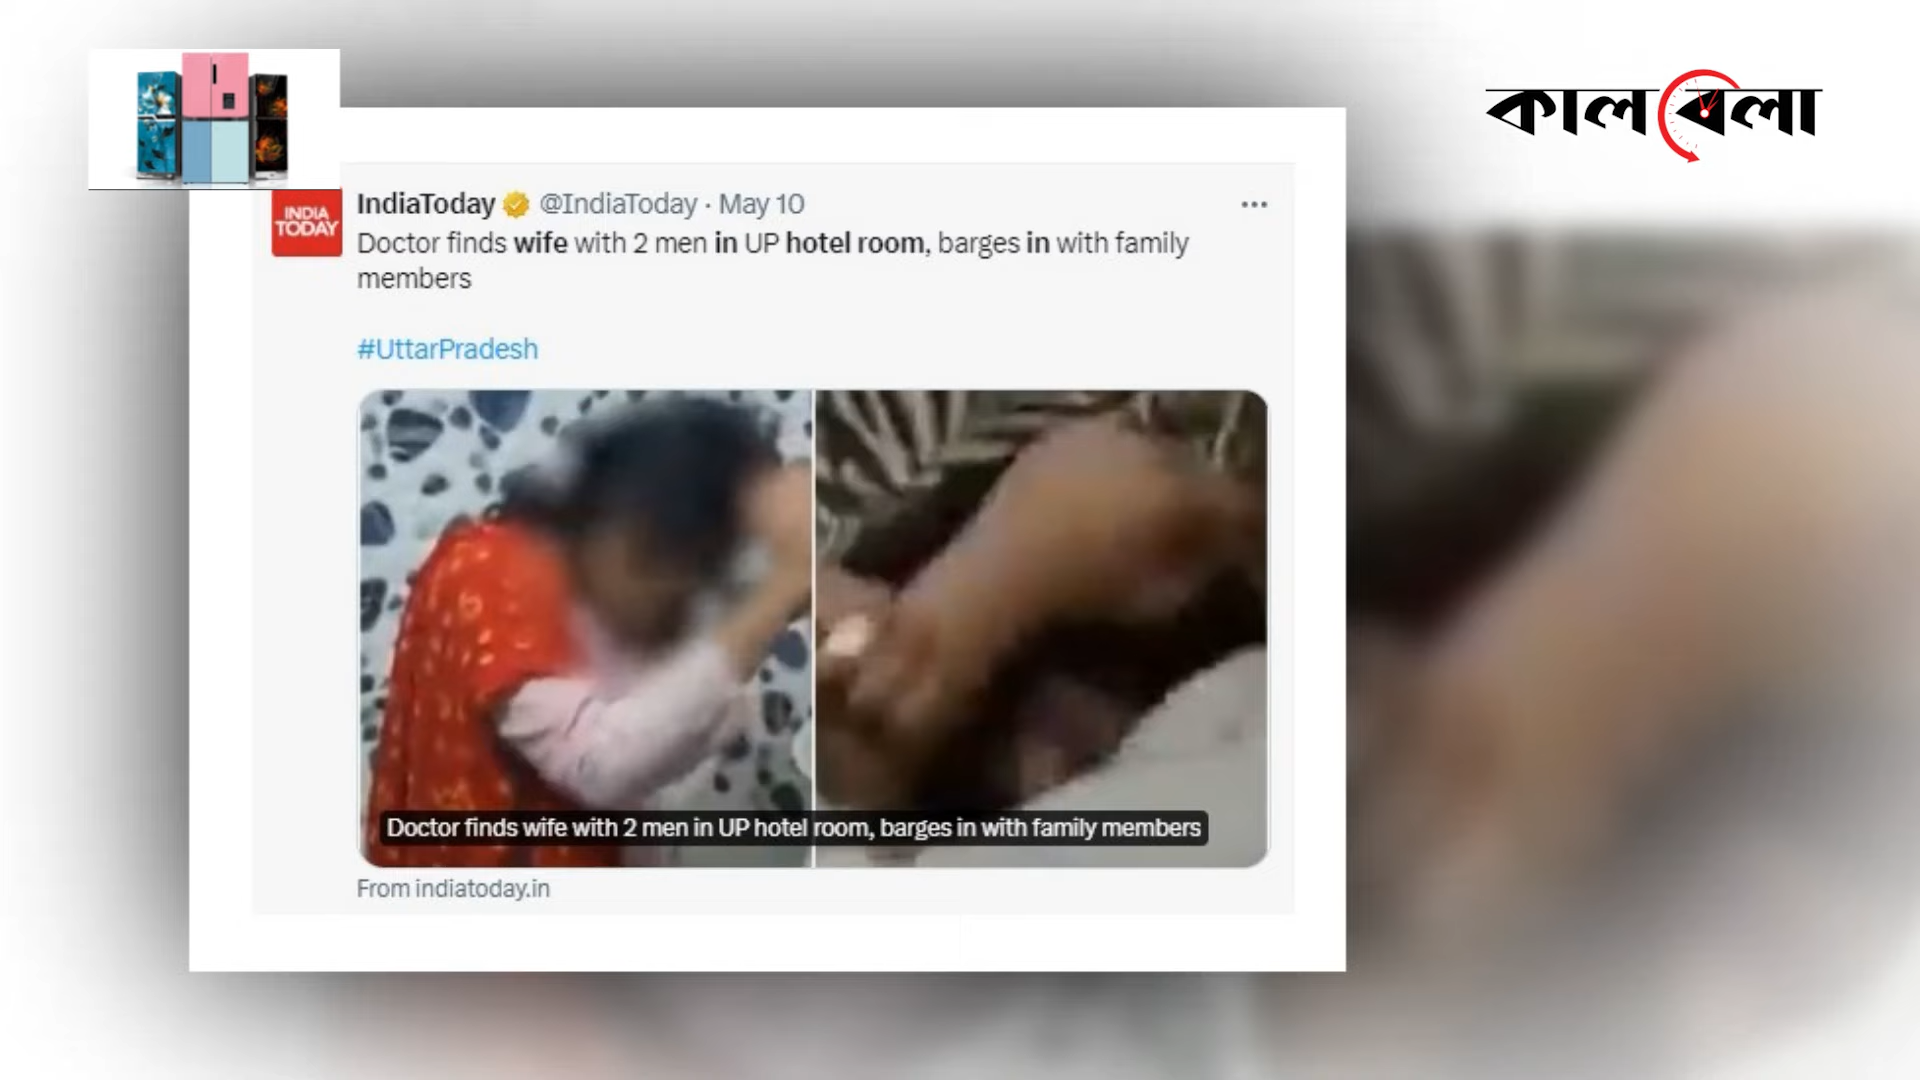 কালবেলা
INDIA
TODAY
IndiaToday @IndiaToday · May 10
Doctor finds wife with 2 men in UP hotel room, barges in with family
members
#UttarPradesh
Doctor finds wife with 2 men in UP hotel room, barges in with family members
From indiatoday.in